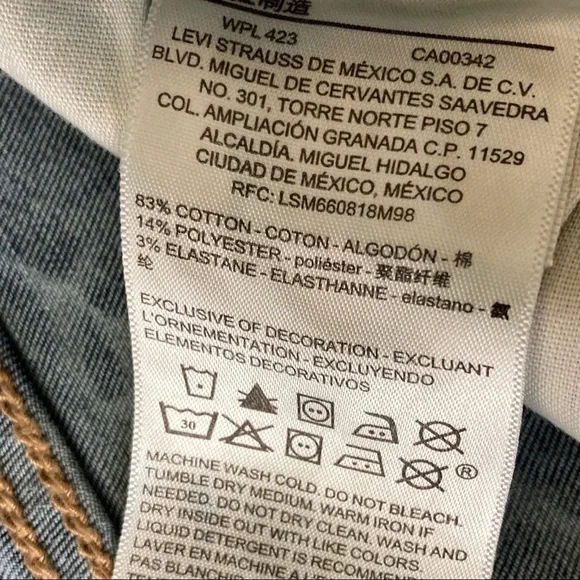 制造
WPL 423 CA00342
LEVI STRAUSS DE MÉXICO S.A. DE C.V.
BLVD. MIGUEL DE CERVANTES SAAVEDRA
NO. 301, TORRE NORTE PISO 7
COL. AMPLIACIÓN GRANADA C.P. 11529
ALCALDÍA. MIGUEL HIDALGO
CIUDAD DE MÉXICO, MÉXICO
RFC: LSM660818M98
83% COTTON - COTON - ALGODÓN - 棉
14% POLYESTER - poliéster - 聚酯纤维
3% ELASTANE - ELASTHANNE - elastano - 氨
纶
EXCLUSIVE OF DECORATION - EXCLUANT
L'ORNEMENTATION - EXCLUYENDO
ELEMENTOS DECORATIVOS
30 ®
MACHINE WASH COLD. DO NOT BLEACH.
TUMBLE DRY MEDIUM. WARM IRON IF
NEEDED. DO NOT DRY CLEAN. WASH AND
DRY INSIDE OUT WITH LIKE COLORS.
LIQUID DETERGENT IS RECOMMEN
LAVER EN MACHINE À L'
PAS BLANCHI